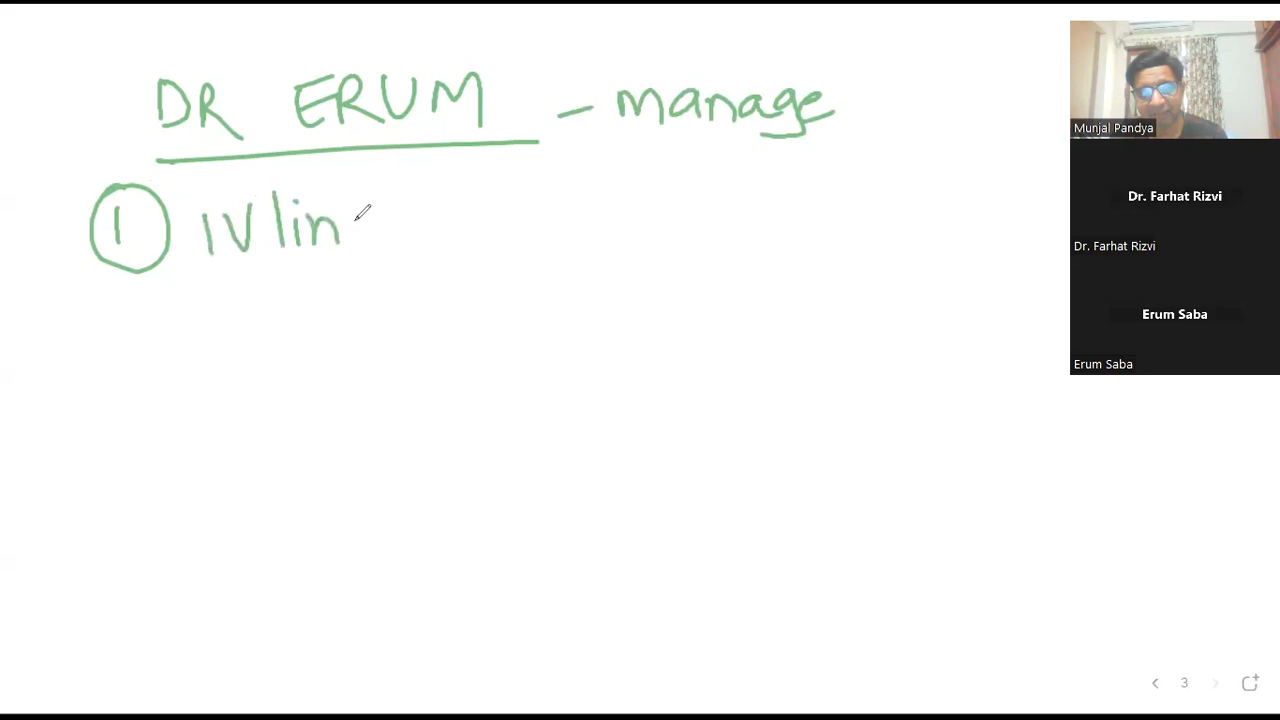 DR ERUM - manage
① IV lin
Munjal Pandya
Dr. Farhat Rizvi
Dr. Farhat Rizvi
Erum Saba
Erum Saba
3